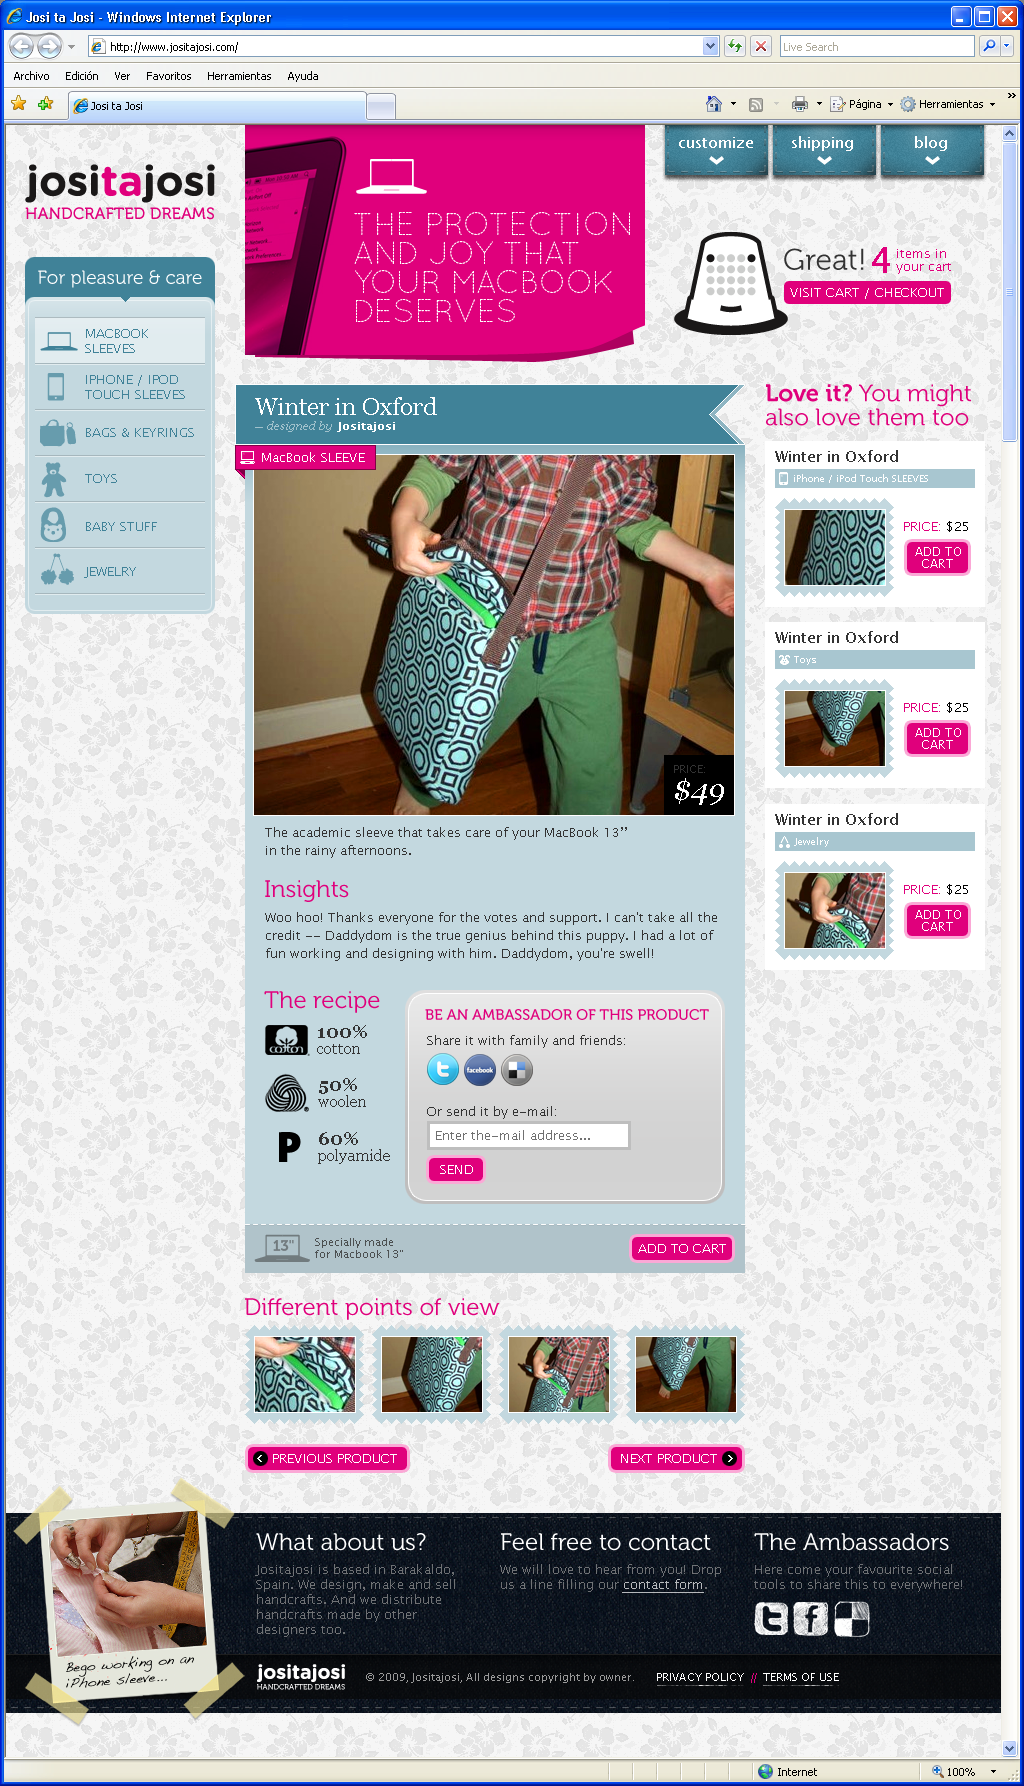 Josi ta Josi - Windows Internet Explorer
http://www.jositajosi.com/
Live Search
Archivo Edición Ver Favoritos Herramientas Ayuda
Josi ta Josi
Página Herramientas
jositajosi
HANDCRAFTED DREAMS
THE PROTECTION
AND JOY THAT
YOUR MACBOOK
DESERVES
customize
shipping
blog
Great! 4 items in
your cart
VISIT CART / CHECKOUT
For pleasure & care
MACBOOK
SLEEVES
IPHONE / IPOD
TOUCH SLEEVES
BAGS & KEYRINGS
TOYS
BABY STUFF
JEWELRY
Winter in Oxford
— designed by Jositajosi
MacBook SLEEVE
PRICE:
$49
The academic sleeve that takes care of your MacBook 13”
in the rainy afternoons.
Insights
Woo hoo! Thanks everyone for the votes and support. I can't take all the
credit -- Daddydom is the true genius behind this puppy. I had a lot of
fun working and designing with him. Daddydom, you're swell!
The recipe
cotton
100%
cotton
50%
woolen
P
60%
polyamide
BE AN AMBASSADOR OF THIS PRODUCT
Share it with family and friends:
t
facebook
Or send it by e-mail:
Enter the-mail address...
SEND
13"
Specially made
for Macbook 13"
ADD TO CART
Love it? You might
also love them too
Winter in Oxford
iPhone / iPod Touch SLEEVES
PRICE: $25
ADD TO
CART
Winter in Oxford
Toys
PRICE: $25
ADD TO
CART
Winter in Oxford
Jewelry
PRICE: $25
ADD TO
CART
Different points of view
PREVIOUS PRODUCT
NEXT PRODUCT
Bego working on an
iPhone sleeve...
What about us?
Jositajosi is based in Barakaldo,
Spain. We design, make and sell
handcrafts. And we distribute
handcrafts made by other
designers too.
Feel free to contact
We will love to hear from you! Drop
us a line filling our contact form.
The Ambassadors
Here come your favourite social
tools to share this to everywhere!
t f
jositajosi
HANDCRAFTED DREAMS
© 2009, Jositajosi, All designs copyright by owner.
PRIVACY POLICY // TERMS OF USE
Internet
100%